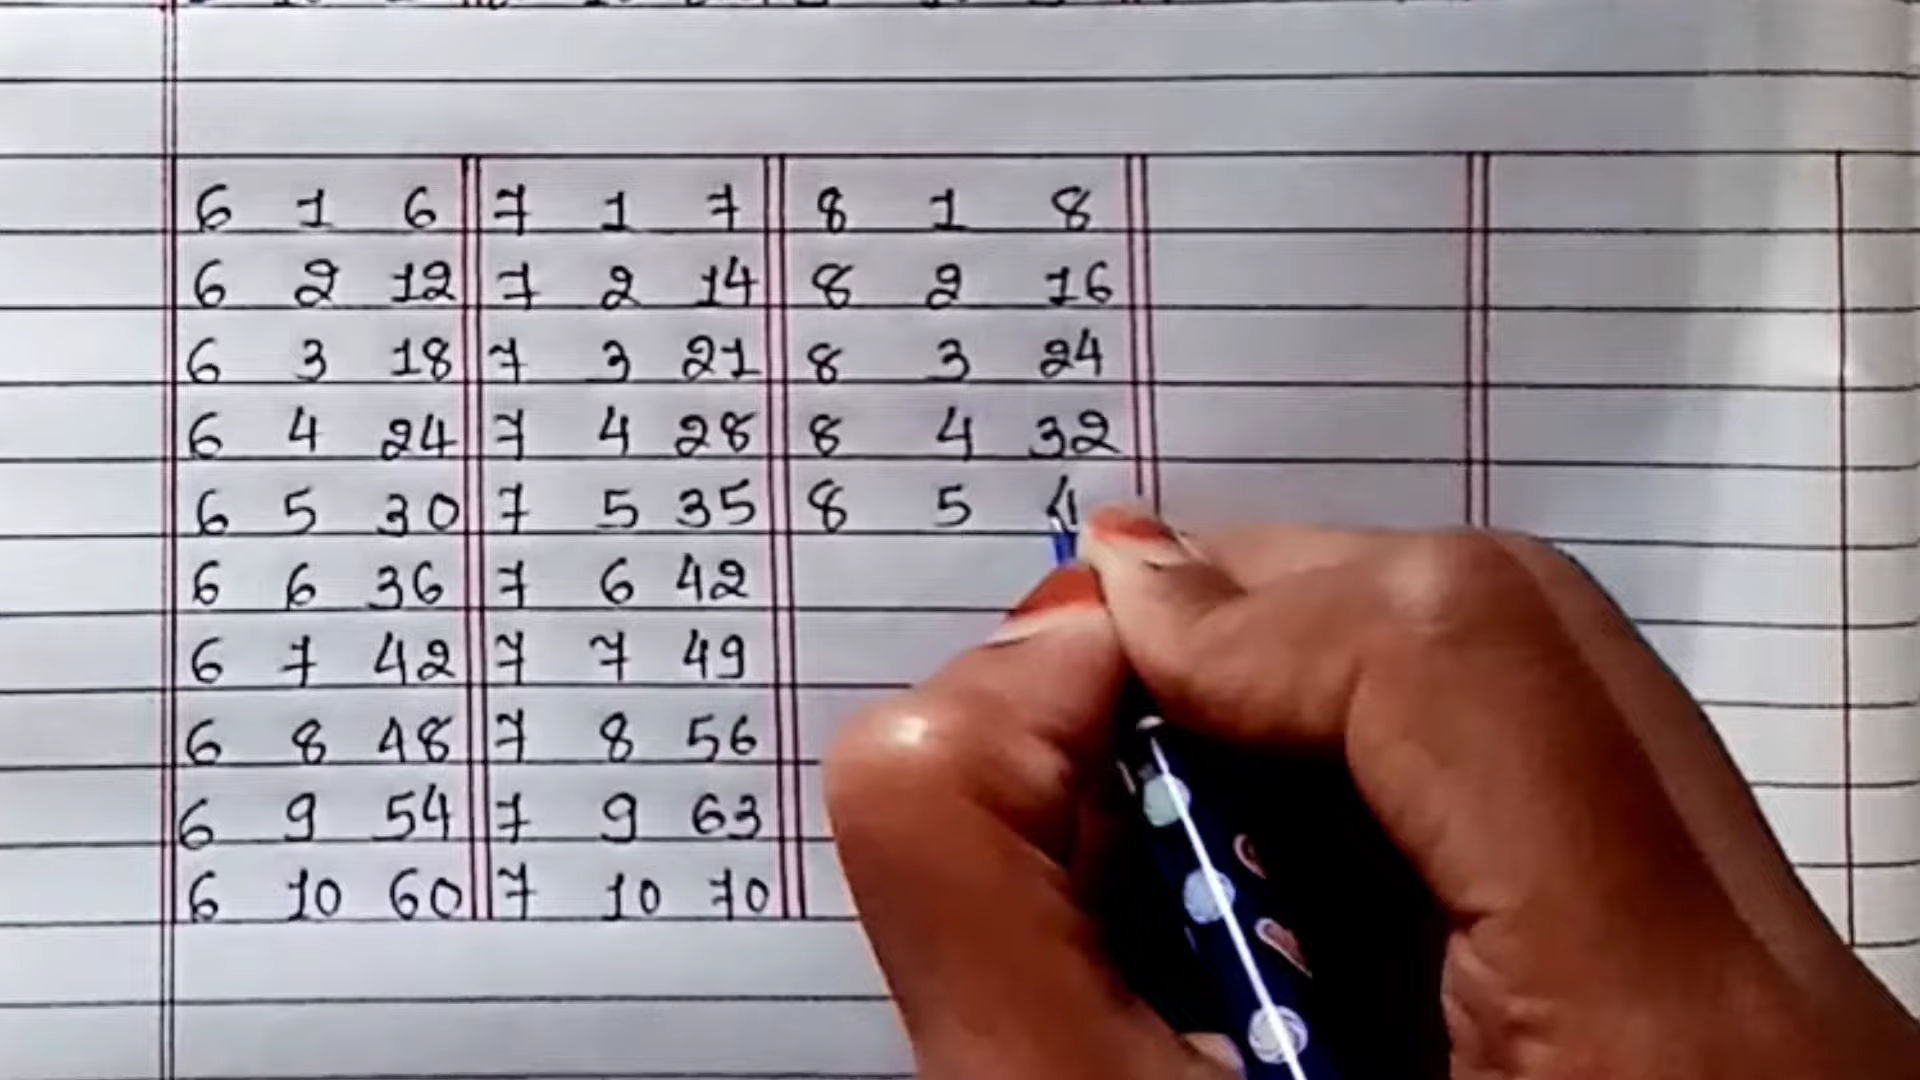 6 1 6 7 1 7 8 1 8
6 2 12 7 2 14 8 2 16
6 3 18 7 3 21 8 3 24
6 4 24 7 4 28 8 4 32
6 5 30 7 5 35 8 5 4
6 6 36 7 6 42
6 7 42 7 7 49
6 8 48 7 8 56
6 9 54 7 9 63
6 10 60 7 10 70